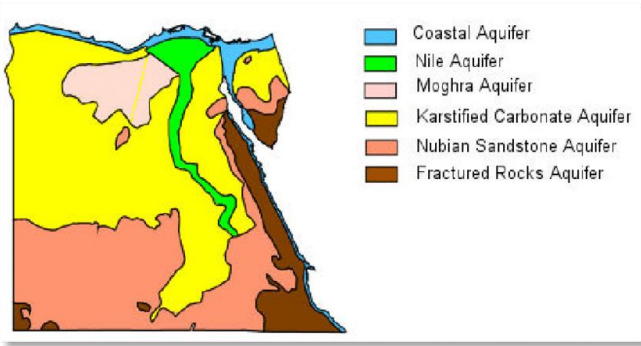 Coastal Aquifer
Nile Aquifer
Moghra Aquifer
Karstified Carbonate Aquifer
Nubian Sandstone Aquifer
Fractured Rocks Aquifer